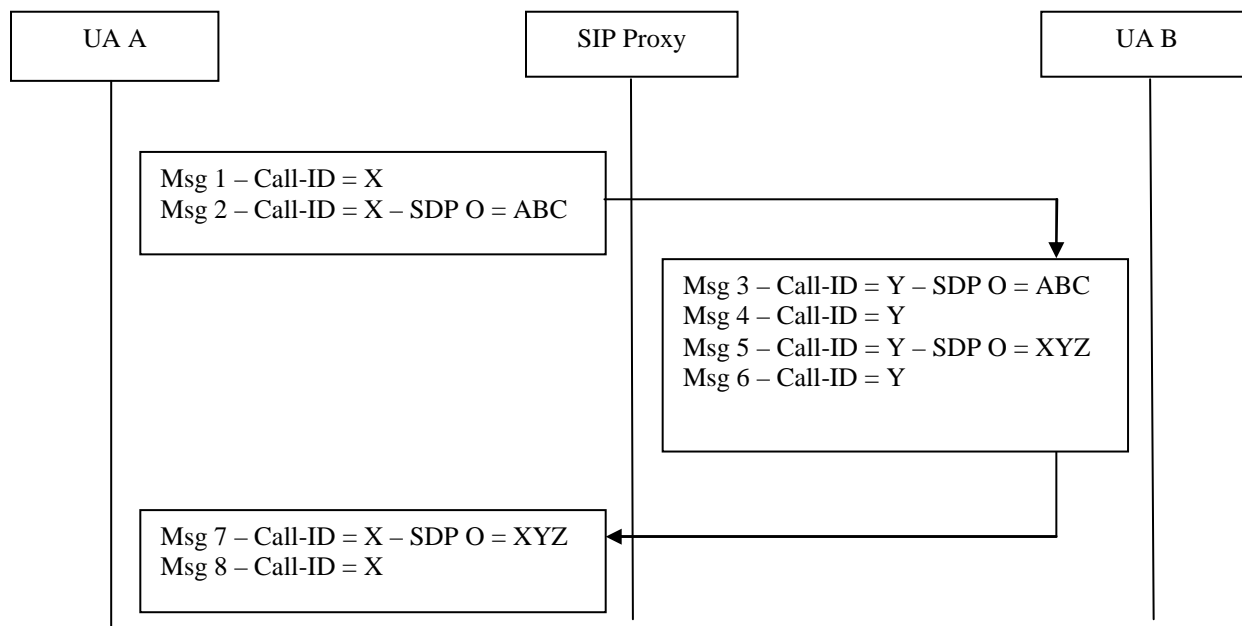 UA A
SIP Proxy
UA B
Msg 1 – Call-ID = X
Msg 2 – Call-ID = X – SDP O = ABC
Msg 3 – Call-ID = Y – SDP O = ABC
Msg 4 – Call-ID = Y
Msg 5 – Call-ID = Y – SDP O = XYZ
Msg 6 – Call-ID = Y
Msg 7 – Call-ID = X – SDP O = XYZ
Msg 8 – Call-ID = X